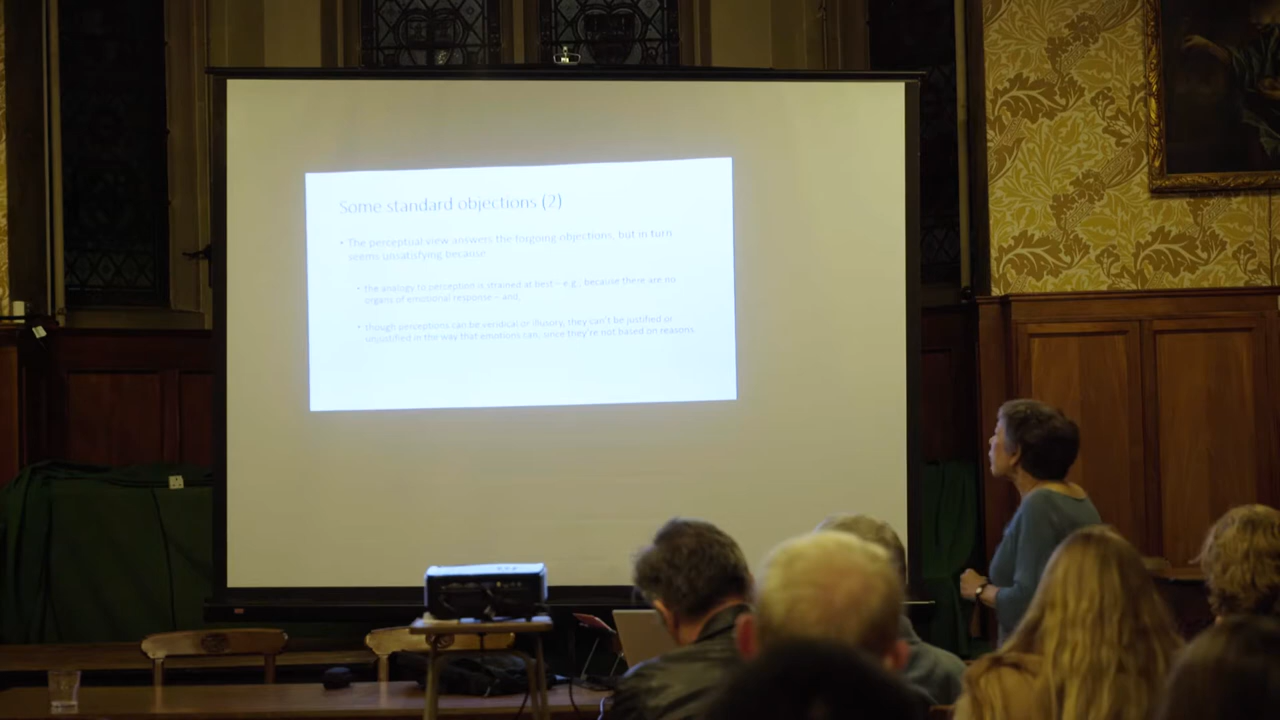 Some standard objections (2)
• The perceptual view answers the forgoing objections, but in turn
seems unsatisfying because
• the analogy to perception is strained at best – e.g., because there are no
organs of emotional response – and,
• though perceptions can be veridical or illusory, they can't be justified or
unjustified in the way that emotions can, since they're not based on reasons.